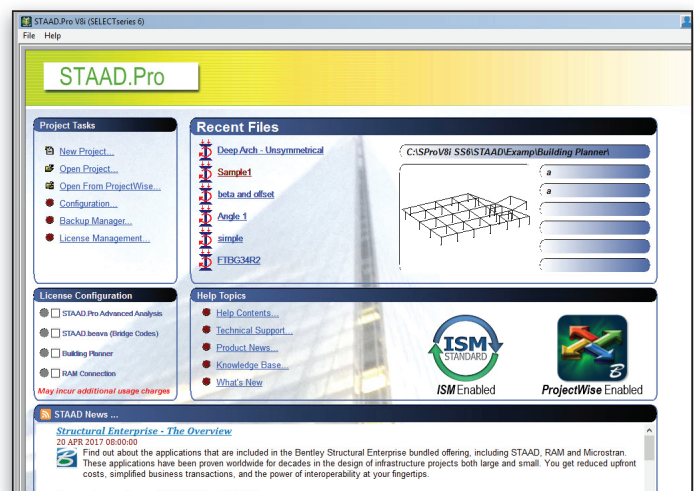 STAAD.Pro V8i (SELECTseries 6)
File Help
STAAD.Pro
Project Tasks
New Project...
Open Project...
Open From ProjectWise...
Configuration...
Backup Manager...
License Management...
Recent Files
Deep Arch - Unsymmetrical
Sample1
beta and offset
Angle 1
simple
FTBG34R2
C:\SProV8i SS6\STAAD\Examp\Building Planner\
a
a
License Configuration
STAAD.Pro Advanced Analysis
STAAD.beava (Bridge Codes)
Building Planner
RAM Connection
May incur additional usage charges
Help Topics
Help Contents...
Technical Support...
Product News...
Knowledge Base...
What's New
ISM
STANDARD
ISM Enabled
B
ProjectWise Enabled
STAAD News ...
Structural Enterprise - The Overview
20 APR 2017 08:00:00
Find out about the applications that are included in the Bentley Structural Enterprise bundled offering, including STAAD, RAM and Microstran.
These applications have been proven worldwide for decades in the design of infrastructure projects both large and small. You get reduced upfront
costs, simplified business transactions, and the power of interoperability at your fingertips.